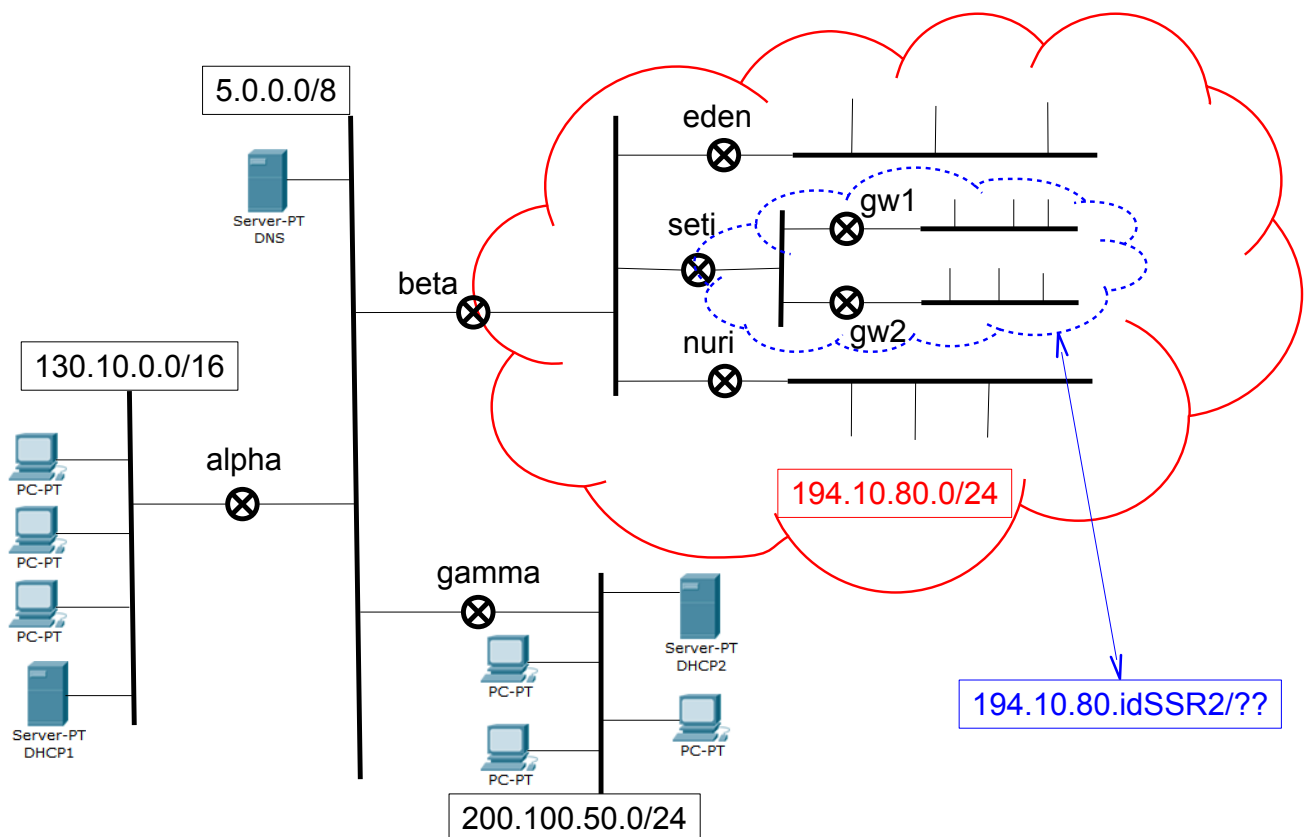 5.0.0.0/8
Server-PT
DNS
eden
gw1
seti
beta
gw2
nuri
130.10.0.0/16
PC-PT
alpha
PC-PT
PC-PT
Server-PT
DHCP1
194.10.80.0/24
gamma
Server-PT
DHCP2
PC-PT
PC-PT
PC-PT
194.10.80.idSSR2/??
200.100.50.0/24